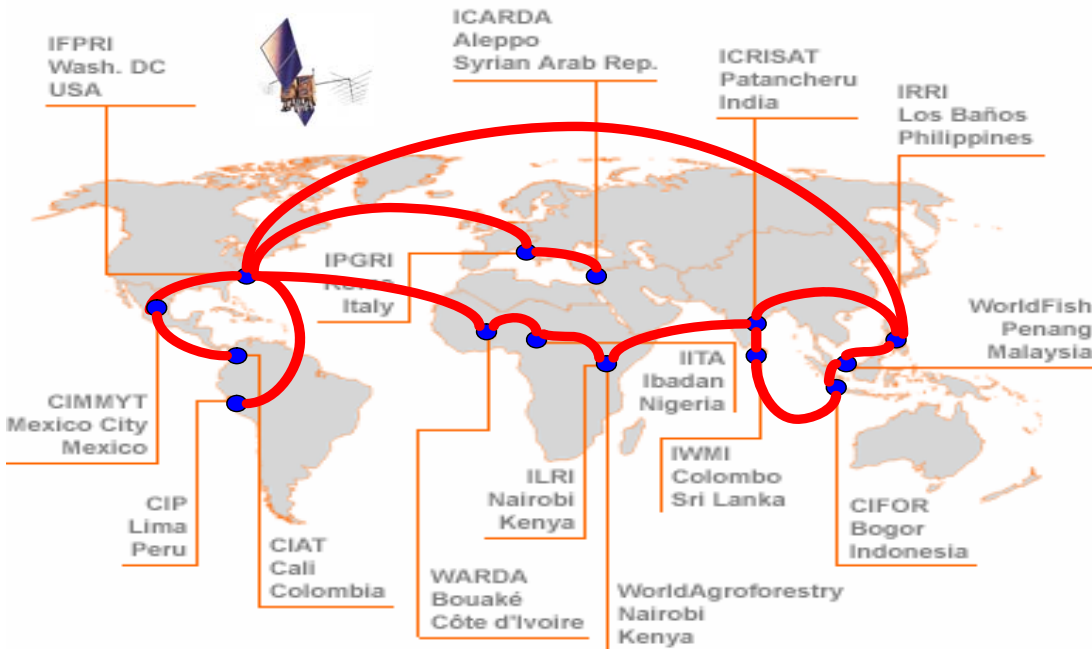 IFPRI
Wash. DC
USA
ICARDA
Aleppo
Syrian Arab Rep.
ICRISAT
Patancheru
India
IRRI
Los Baños
Philippines
IPGRI
Italy
WorldFish
Penang
Malaysia
IITA
Ibadan
Nigeria
CIMMYT
Mexico City
Mexico
IWMI
Colombo
Sri Lanka
ILRI
Nairobi
Kenya
CIP
Lima
Peru
CIFOR
Bogor
Indonesia
CIAT
Cali
Colombia
WARDA
Bouaké
Côte d'Ivoire
WorldAgroforestry
Nairobi
Kenya